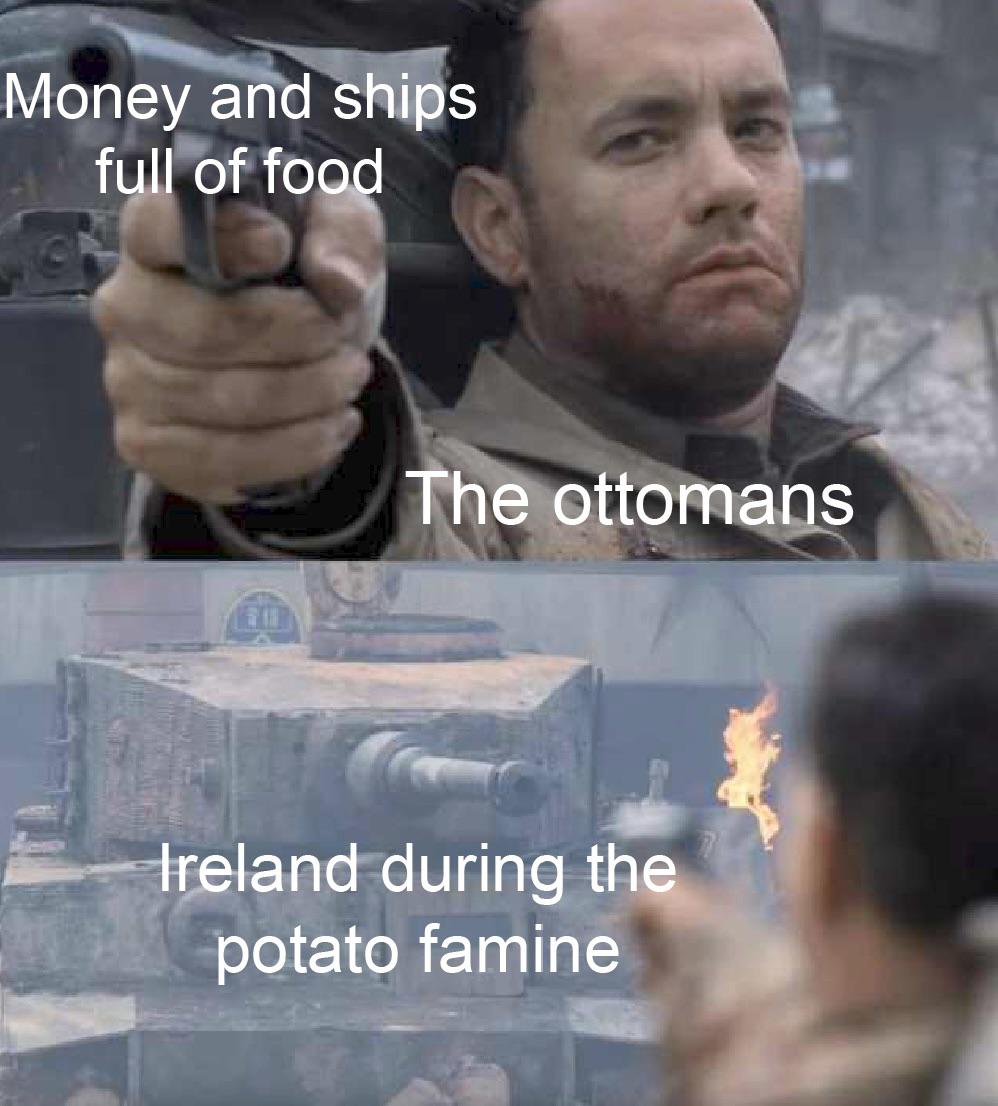 Money and ships
full of food
The ottomans
Ireland during the
potato famine